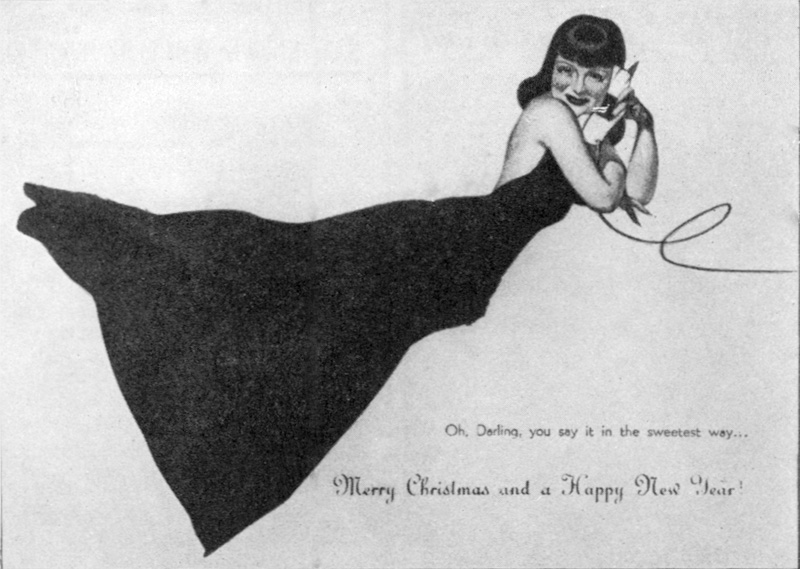 Oh, Darling, you say it in the sweetest way...
Merry Christmas and a Happy New Year!